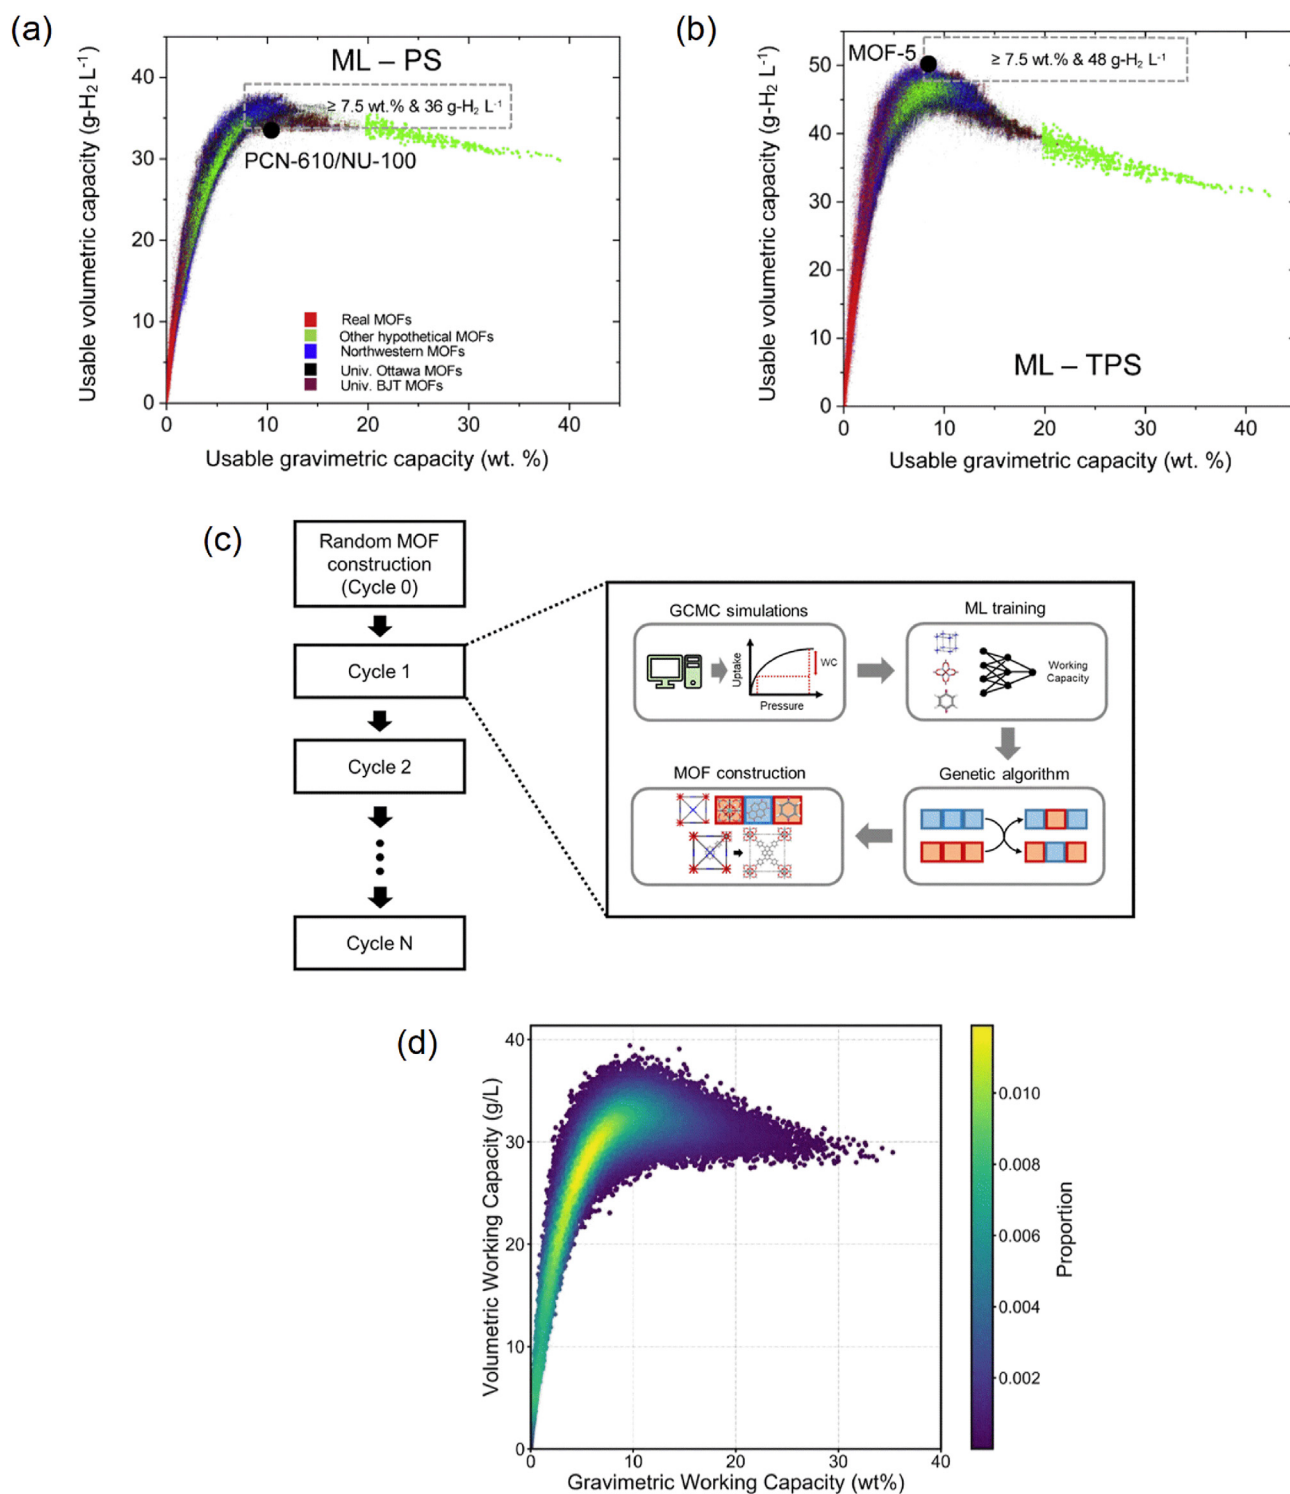 (a)
Usable volumetric capacity (g-H₂ L⁻¹)
40
30
20
10
0
ML – PS
≥ 7.5 wt.% & 36 g-H₂ L⁻¹
PCN-610/NU-100
Real MOFs
Other hypothetical MOFs
Northwestern MOFs
Univ. Ottawa MOFs
Univ. BJT MOFs
0 10 20 30 40
Usable gravimetric capacity (wt. %)
(b)
Usable volumetric capacity (g-H₂ L⁻¹)
50
40
30
20
10
0
MOF-5
≥ 7.5 wt.% & 48 g-H₂ L⁻¹
ML – TPS
0 10 20 30 40
Usable gravimetric capacity (wt. %)
(c)
Random MOF
construction
(Cycle 0)
Cycle 1
Cycle 2
Cycle N
GCMC simulations
Uptake
WC
Pressure
ML training
Working
Capacity
MOF construction
Genetic algorithm
(d)
Volumetric Working Capacity (g/L)
40
30
20
10
0
0 10 20 30 40
Gravimetric Working Capacity (wt%)
0.010
0.008
0.006
0.004
0.002
Proportion